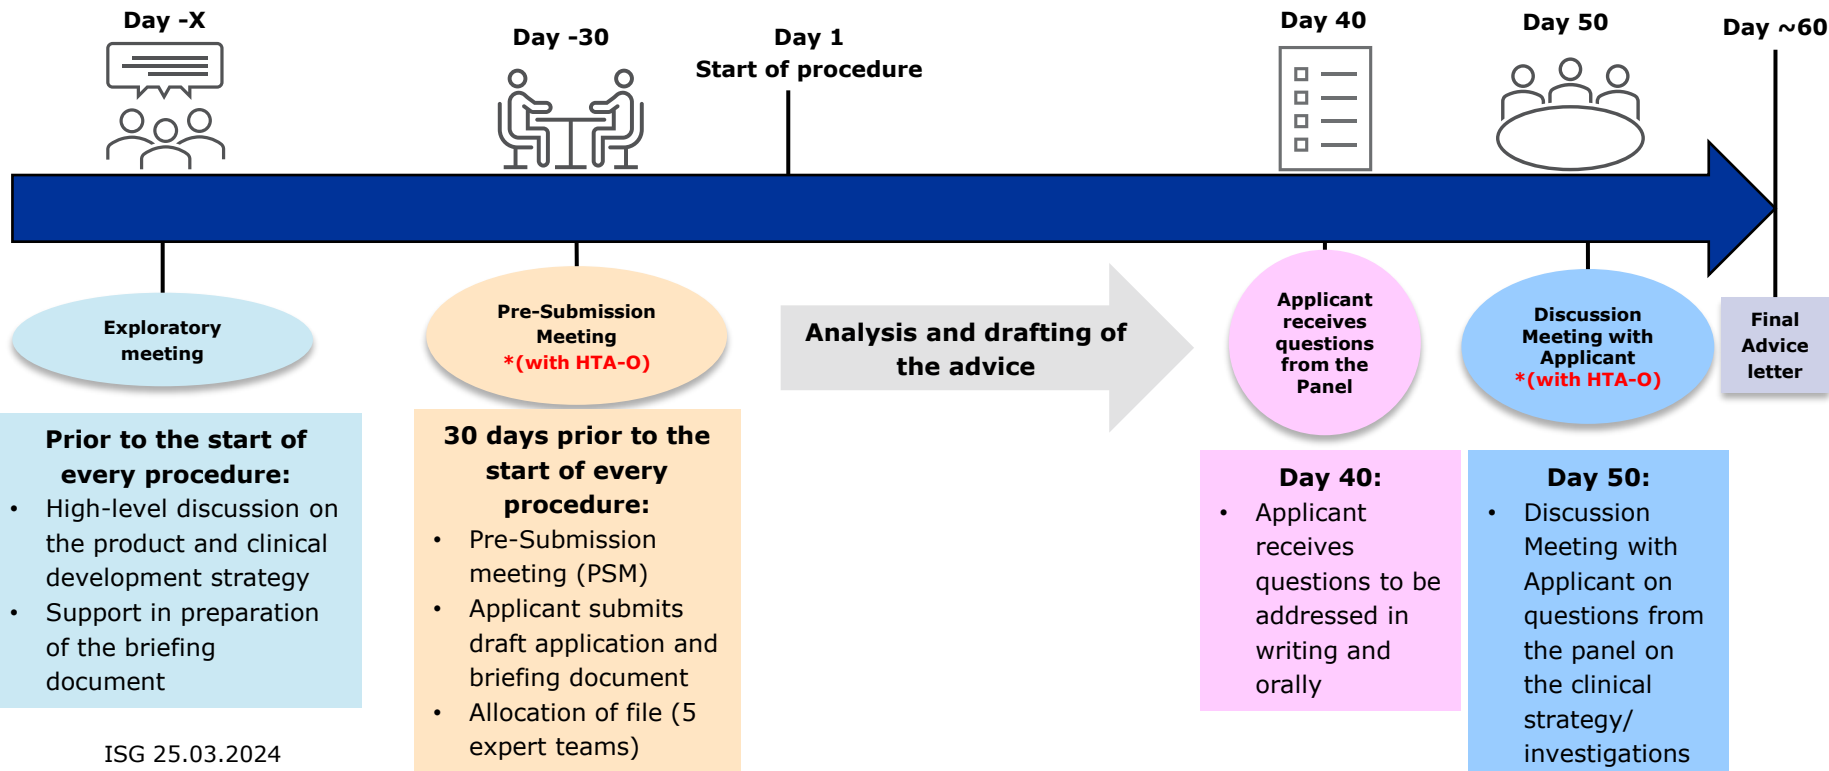 Day -X
Day -30
Day 1
Start of procedure
Day 40
Day 50
Day ~60
Exploratory
meeting
Pre-Submission
Meeting
*(with HTA-O)
Analysis and drafting of
the advice
Applicant
receives
questions
from the
Panel
Discussion
Meeting with
Applicant
*(with HTA-O)
Final
Advice
letter
Prior to the start of
every procedure:
• High-level discussion on
the product and clinical
development strategy
• Support in preparation
of the briefing
document
30 days prior to the
start of every
procedure:
• Pre-Submission
meeting (PSM)
• Applicant submits
draft application and
briefing document
• Allocation of file (5
expert teams)
Day 40:
• Applicant
receives
questions to be
addressed in
writing and
orally
Day 50:
• Discussion
Meeting with
Applicant on
questions from
the panel on
the clinical
strategy/
investigations
ISG 25.03.2024